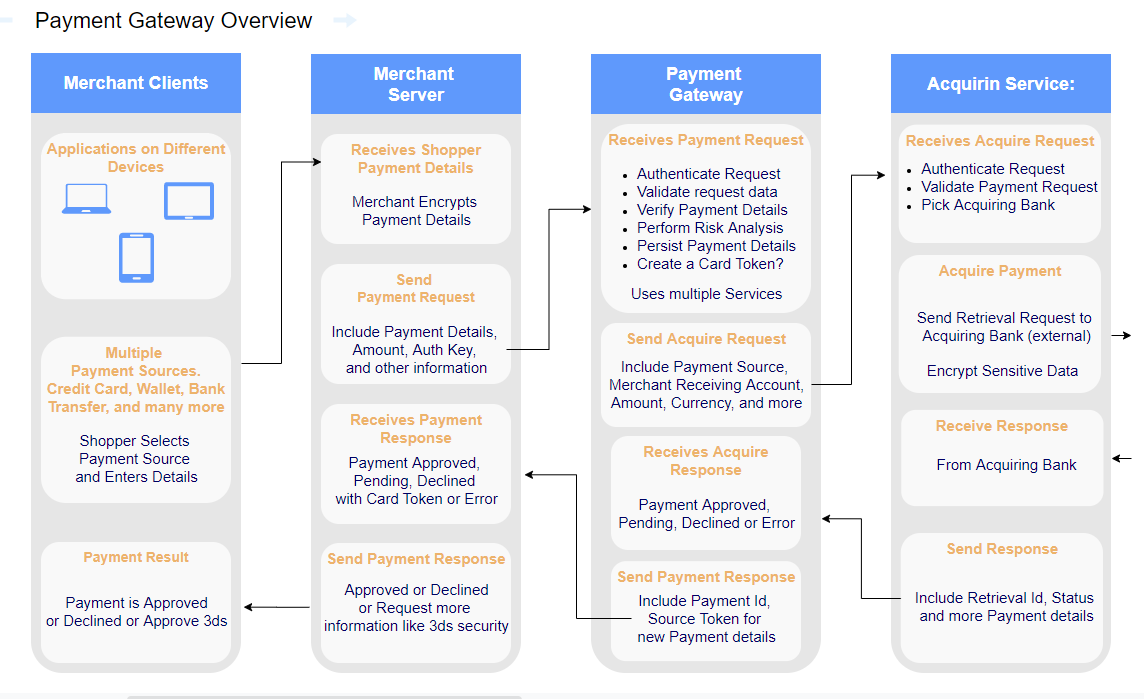 Payment Gateway Overview
Merchant Clients
Applications on Different
Devices
Multiple
Payment Sources.
Credit Card, Wallet, Bank
Transfer, and many more
Shopper Selects
Payment Source
and Enters Details
Payment Result
Payment is Approved
or Declined or Approve 3ds
Merchant
Server
Receives Shopper
Payment Details
Merchant Encrypts
Payment Details
Send
Payment Request
Include Payment Details,
Amount, Auth Key,
and other information
Receives Payment
Response
Payment Approved,
Pending, Declined
with Card Token or Error
Send Payment Response
Approved or Declined
or Request more
information like 3ds security
Payment
Gateway
Receives Payment Request
• Authenticate Request
• Validate request data
• Verify Payment Details
• Perform Risk Analysis
• Persist Payment Details
• Create a Card Token?
Uses multiple Services
Send Acquire Request
Include Payment Source,
Merchant Receiving Account,
Amount, Currency, and more
Receives Acquire
Response
Payment Approved,
Pending, Declined or Error
Send Payment Response
Include Payment Id,
Source Token for
new Payment details
Acquirin Service:
Receives Acquire Request
• Authenticate Request
• Validate Payment Request
• Pick Acquiring Bank
Acquire Payment
Send Retrieval Request to
Acquiring Bank (external)
Encrypt Sensitive Data
Receive Response
From Acquiring Bank
Send Response
Include Retrieval Id, Status
and more Payment details